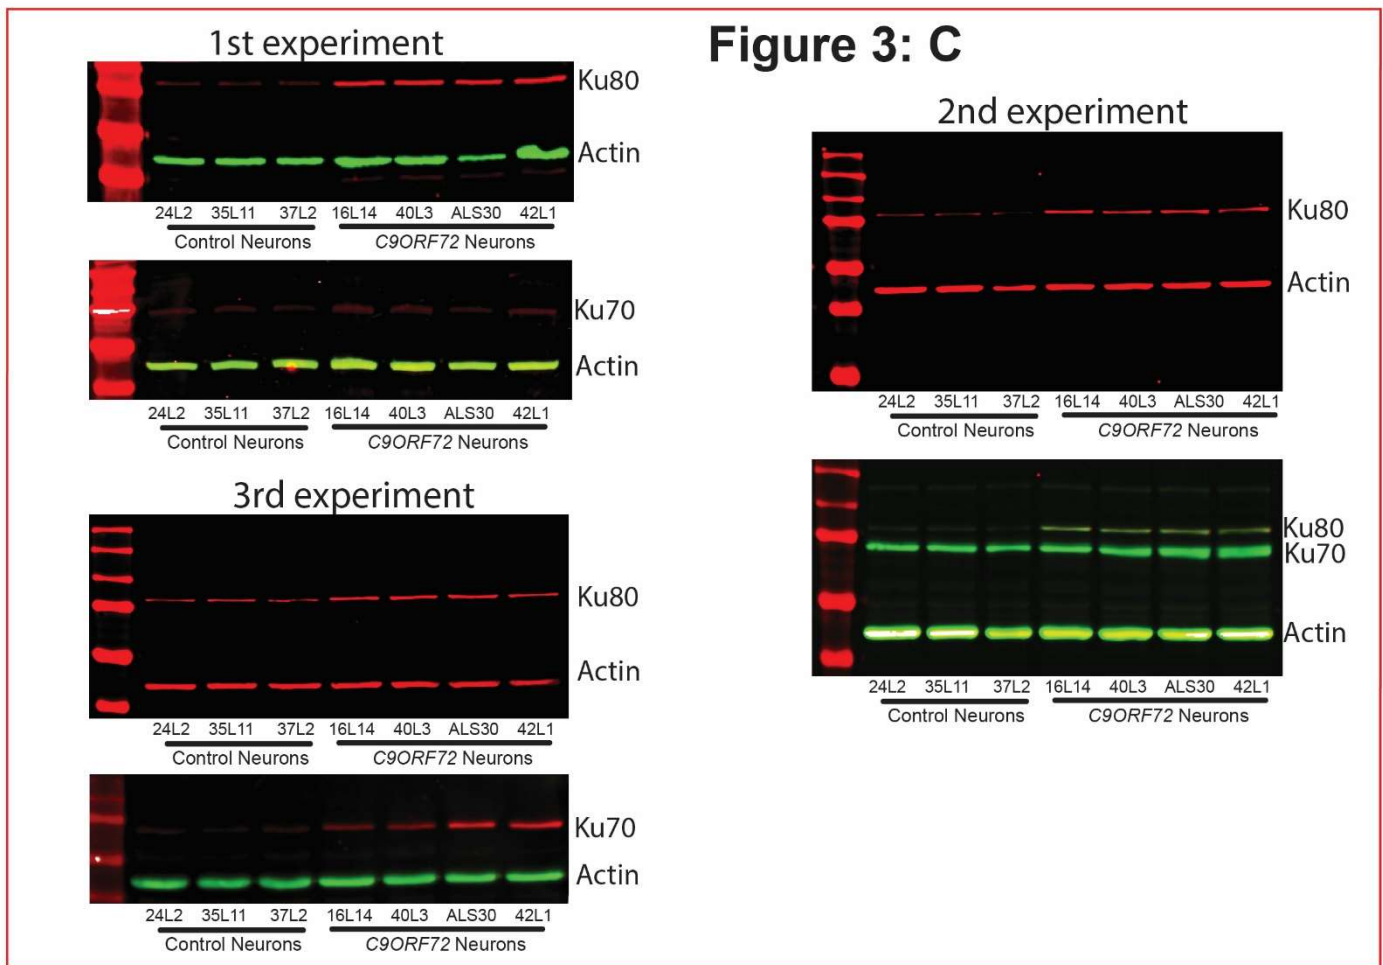 Figure 3: C
1st experiment
Ku80
Actin
24L2 35L11 37L2 16L14 40L3 ALS30 42L1
Control Neurons C9ORF72 Neurons
Ku70
Actin
24L2 35L11 37L2 16L14 40L3 ALS30 42L1
Control Neurons C9ORF72 Neurons
2nd experiment
Ku80
Actin
24L2 35L11 37L2 16L14 40L3 ALS30 42L1
Control Neurons C9ORF72 Neurons
Ku80
Ku70
Actin
24L2 35L11 37L2 16L14 40L3 ALS30 42L1
Control Neurons C9ORF72 Neurons
3rd experiment
Ku80
Actin
24L2 35L11 37L2 16L14 40L3 ALS30 42L1
Control Neurons C9ORF72 Neurons
Ku70
Actin
24L2 35L11 37L2 16L14 40L3 ALS30 42L1
Control Neurons C9ORF72 Neurons